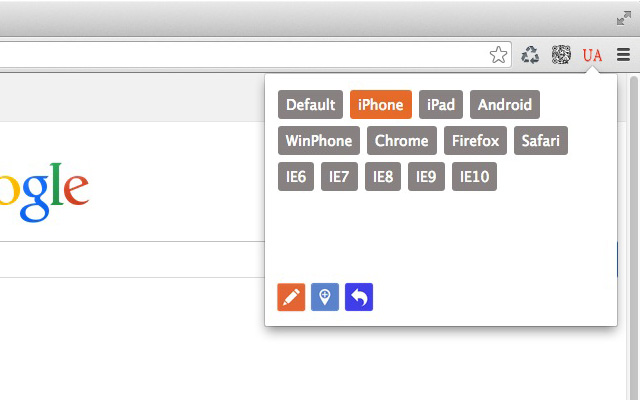 UA
Default iPhone iPad Android
WinPhone Chrome Firefox Safari
ogle
IE6 IE7 IE8 IE9 IE10